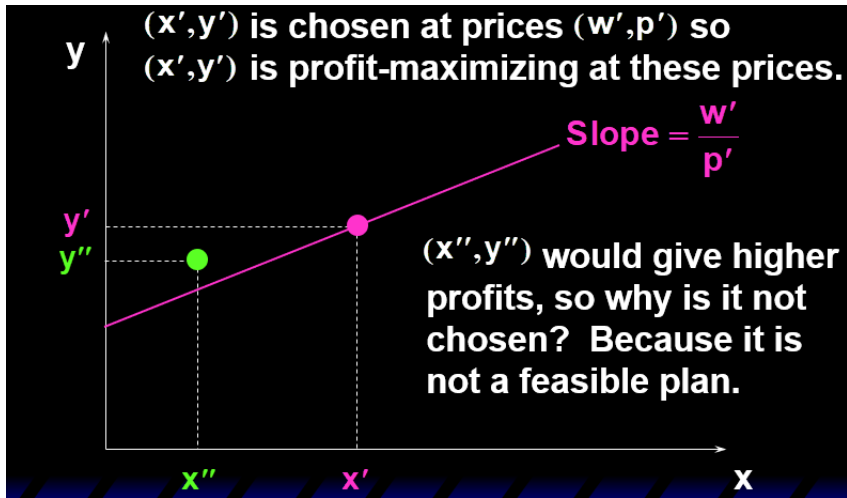 (x′,y′) is chosen at prices (w′,p′) so
(x′,y′) is profit-maximizing at these prices.
y
Slope = w′/p′
y′
y″
(x″,y″) would give higher
profits, so why is it not
chosen? Because it is
not a feasible plan.
x″
x′
x